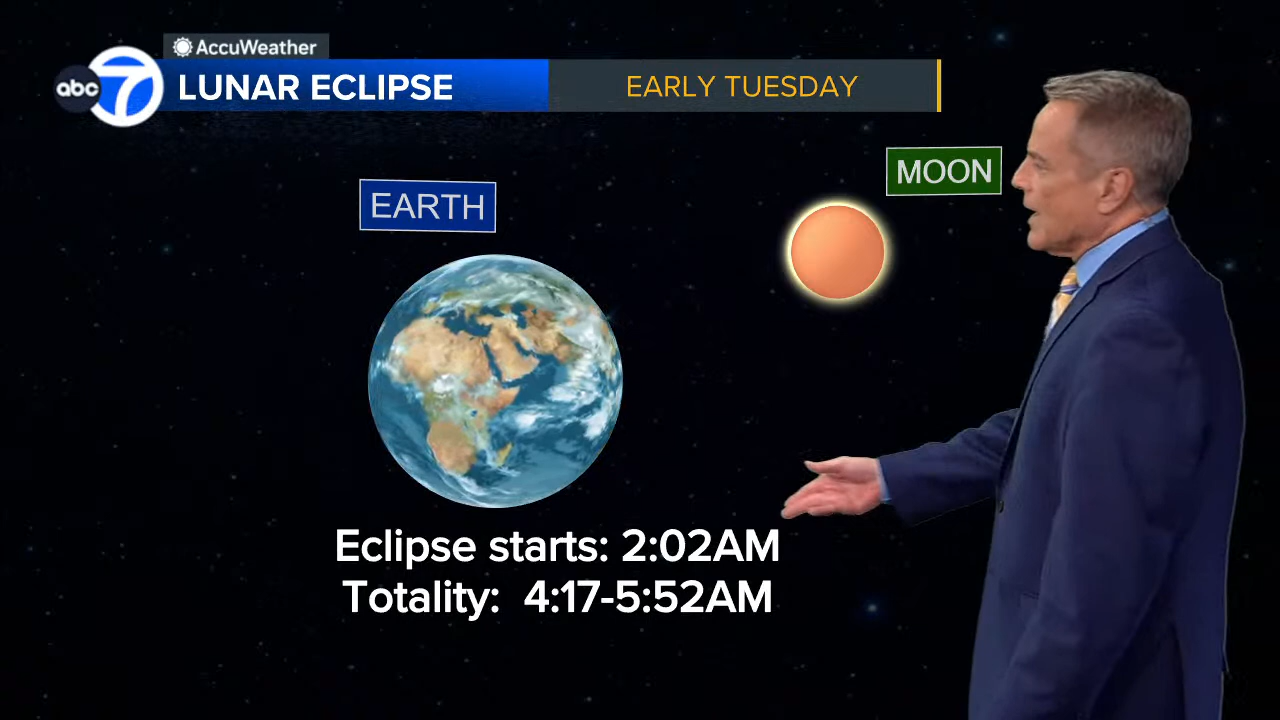 AccuWeather
abc 7 LUNAR ECLIPSE EARLY TUESDAY
MOON
EARTH
Eclipse starts: 2:02AM
Totality: 4:17-5:52AM